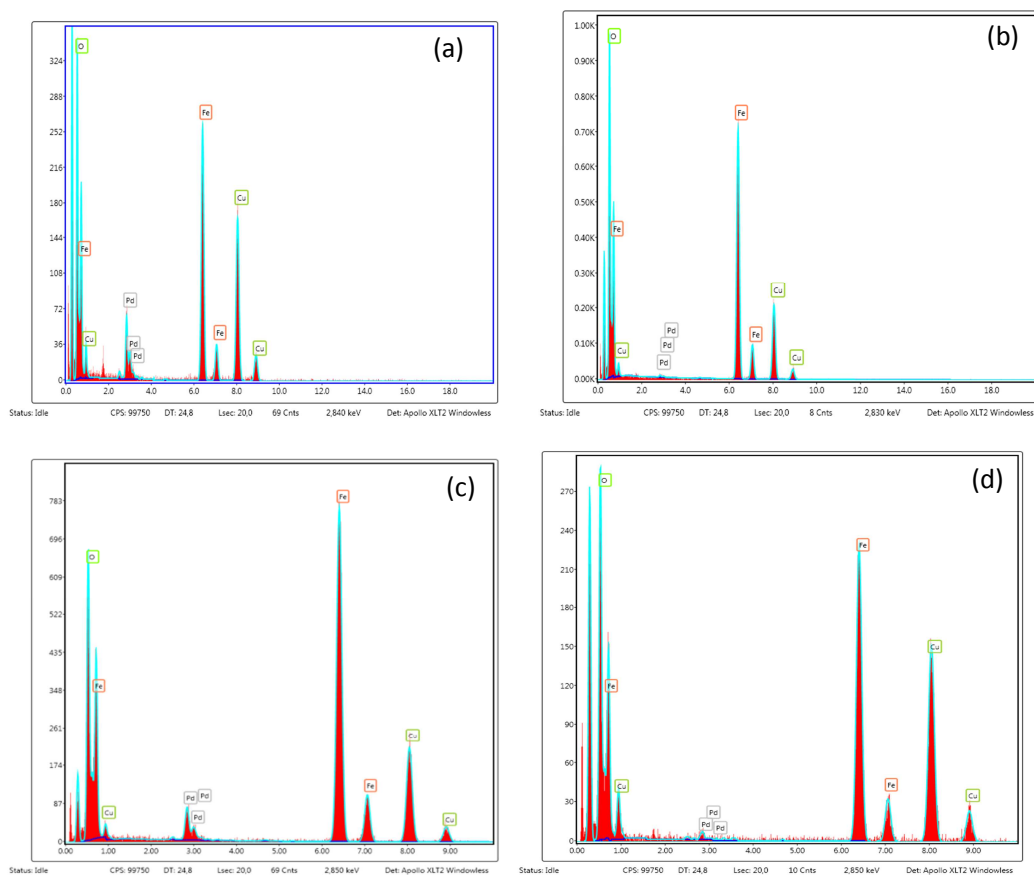 (a)
324
288
252
216
180
144
108
72
36
0
O
Fe
Cu
Pd
Pd
Pd
Fe
Fe
Cu
Cu
0.0 2.0 4.0 6.0 8.0 10.0 12.0 14.0 16.0 18.0
Status: Idle CPS: 99750 DT: 24,8 Lsec: 20,0 69 Cnts 2,840 keV Det: Apollo XLT2 Windowless
(b)
1.00K
0.90K
0.80K
0.70K
0.60K
0.50K
0.40K
0.30K
0.20K
0.10K
0.00K
O
Fe
Cu
Pd
Pd
Pd
Fe
Fe
Cu
Cu
0.0 2.0 4.0 6.0 8.0 10.0 12.0 14.0 16.0 18.0
Status: Idle CPS: 99750 DT: 24,8 Lsec: 20,0 8 Cnts 2,830 keV Det: Apollo XLT2 Windowless
(c)
783
696
609
522
435
348
261
174
87
0
O
Fe
Cu
Pd
Pd
Pd
Fe
Fe
Cu
Cu
0.00 1.00 2.00 3.00 4.00 5.00 6.00 7.00 8.00 9.00
Status: Idle CPS: 99750 DT: 24,8 Lsec: 20,0 69 Cnts 2,850 keV Det: Apollo XLT2 Windowless
(d)
270
240
210
180
150
120
90
60
30
0
O
Fe
Cu
Pd
Pd
Pd
Fe
Fe
Cu
Cu
0.00 1.00 2.00 3.00 4.00 5.00 6.00 7.00 8.00 9.00
Status: Idle CPS: 99750 DT: 24,8 Lsec: 20,0 10 Cnts 2,850 keV Det: Apollo XLT2 Windowless